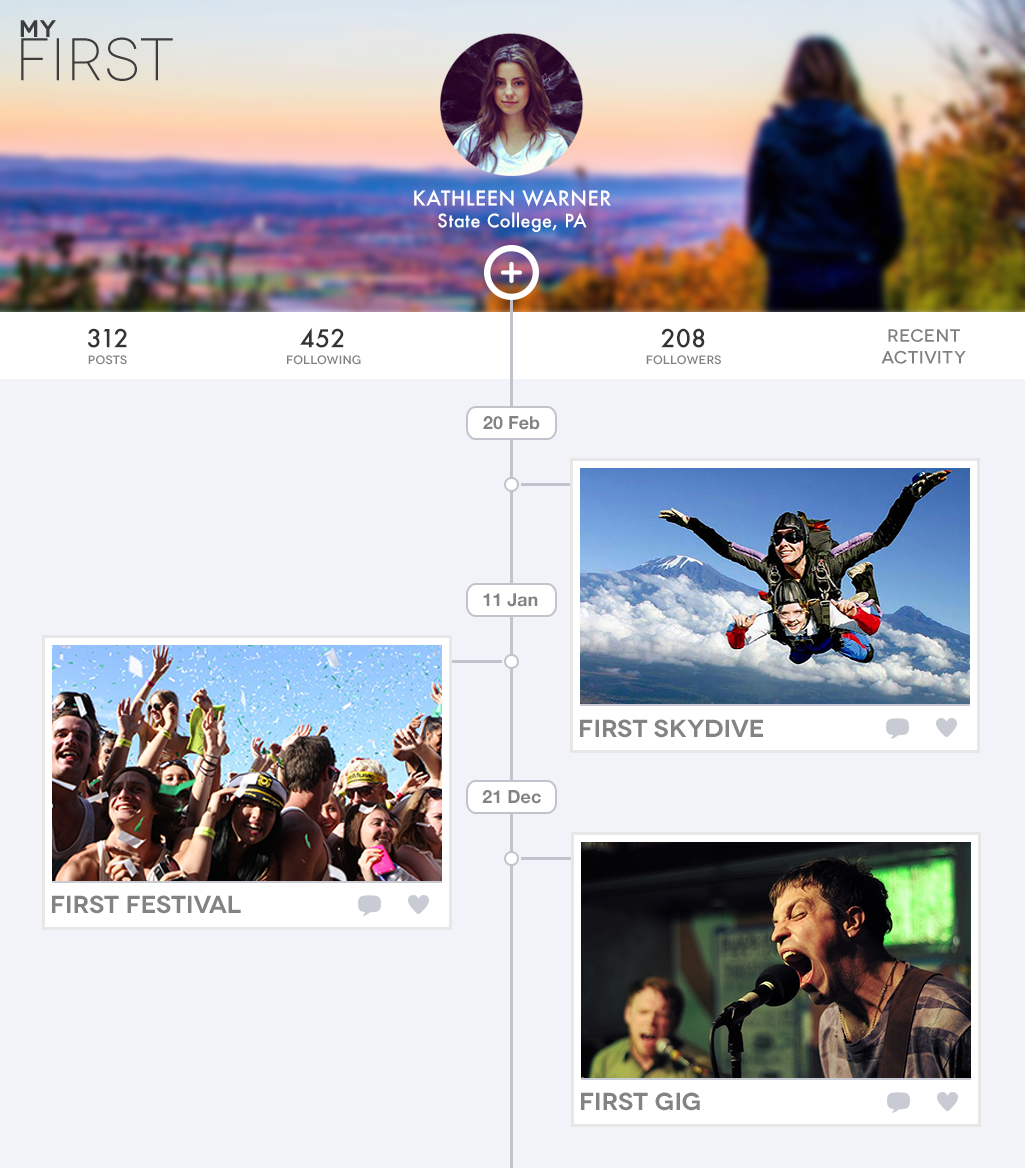 MY
FIRST
KATHLEEN WARNER
State College, PA
312
POSTS
452
FOLLOWING
208
FOLLOWERS
RECENT
ACTIVITY
20 Feb
11 Jan
FIRST SKYDIVE
21 Dec
FIRST FESTIVAL
FIRST GIG